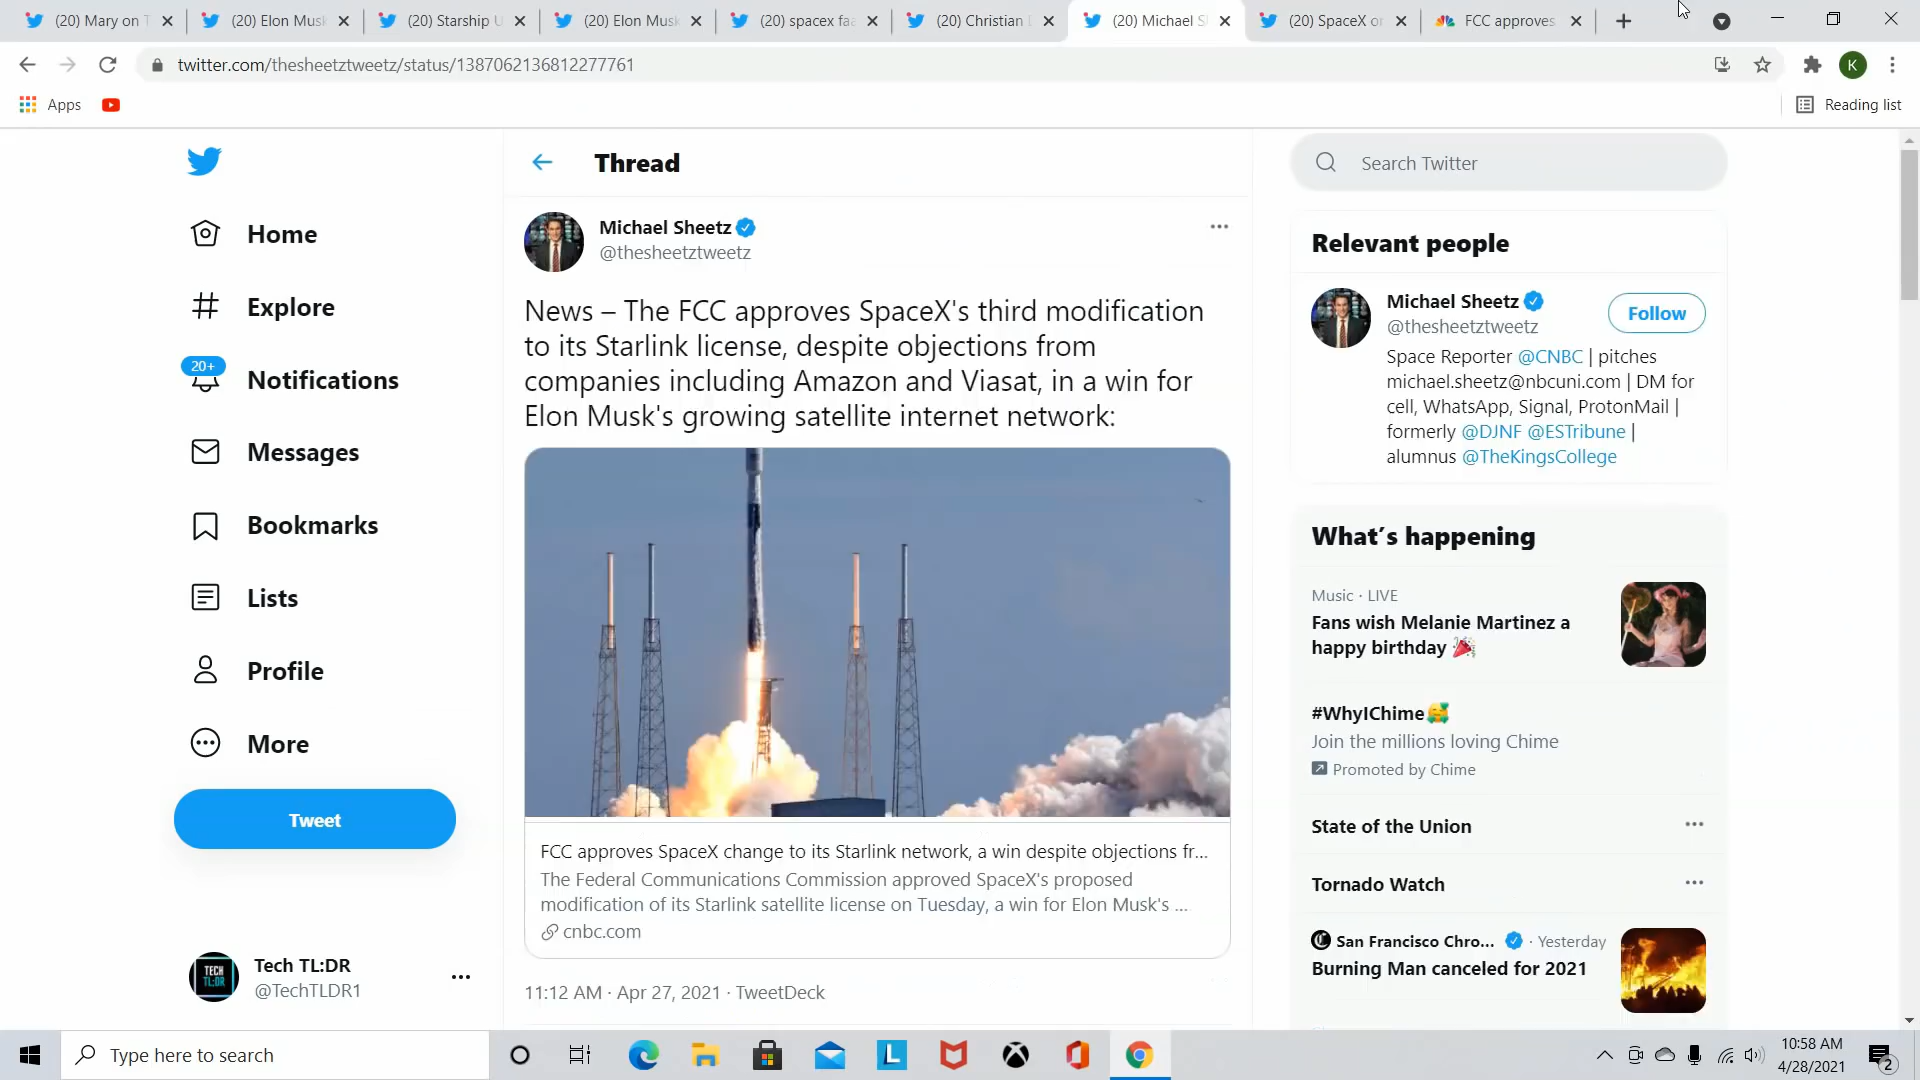 (20) Mary on T
(20) Elon Musk
(20) Starship U
(20) Elon Musk
(20) spacex faa
(20) Christian
(20) Michael S
(20) SpaceX or
FCC approves
twitter.com/thesheetztweetz/status/1387062136812277761
K
Apps
Reading list
Thread
Search Twitter
Home
Explore
20+
Notifications
Messages
Bookmarks
Lists
Profile
More
Tweet
TECH
TL:DR
Tech TL:DR
@TechTLDR1
Michael Sheetz
@thesheetztweetz
News – The FCC approves SpaceX's third modification
to its Starlink license, despite objections from
companies including Amazon and Viasat, in a win for
Elon Musk's growing satellite internet network:
FCC approves SpaceX change to its Starlink network, a win despite objections fr...
The Federal Communications Commission approved SpaceX's proposed
modification of its Starlink satellite license on Tuesday, a win for Elon Musk's ...
cnbc.com
11:12 AM · Apr 27, 2021 · TweetDeck
Relevant people
Michael Sheetz
@thesheetztweetz
Follow
Space Reporter @CNBC | pitches
michael.sheetz@nbcuni.com | DM for
cell, WhatsApp, Signal, ProtonMail |
formerly @DJNF @ESTribune |
alumnus @TheKingsCollege
What's happening
Music · LIVE
Fans wish Melanie Martinez a
happy birthday 🎉
#WhyIChime🥰
Join the millions loving Chime
Promoted by Chime
State of the Union
Tornado Watch
San Francisco Chro... · Yesterday
Burning Man canceled for 2021
Type here to search
10:58 AM
4/28/2021
2